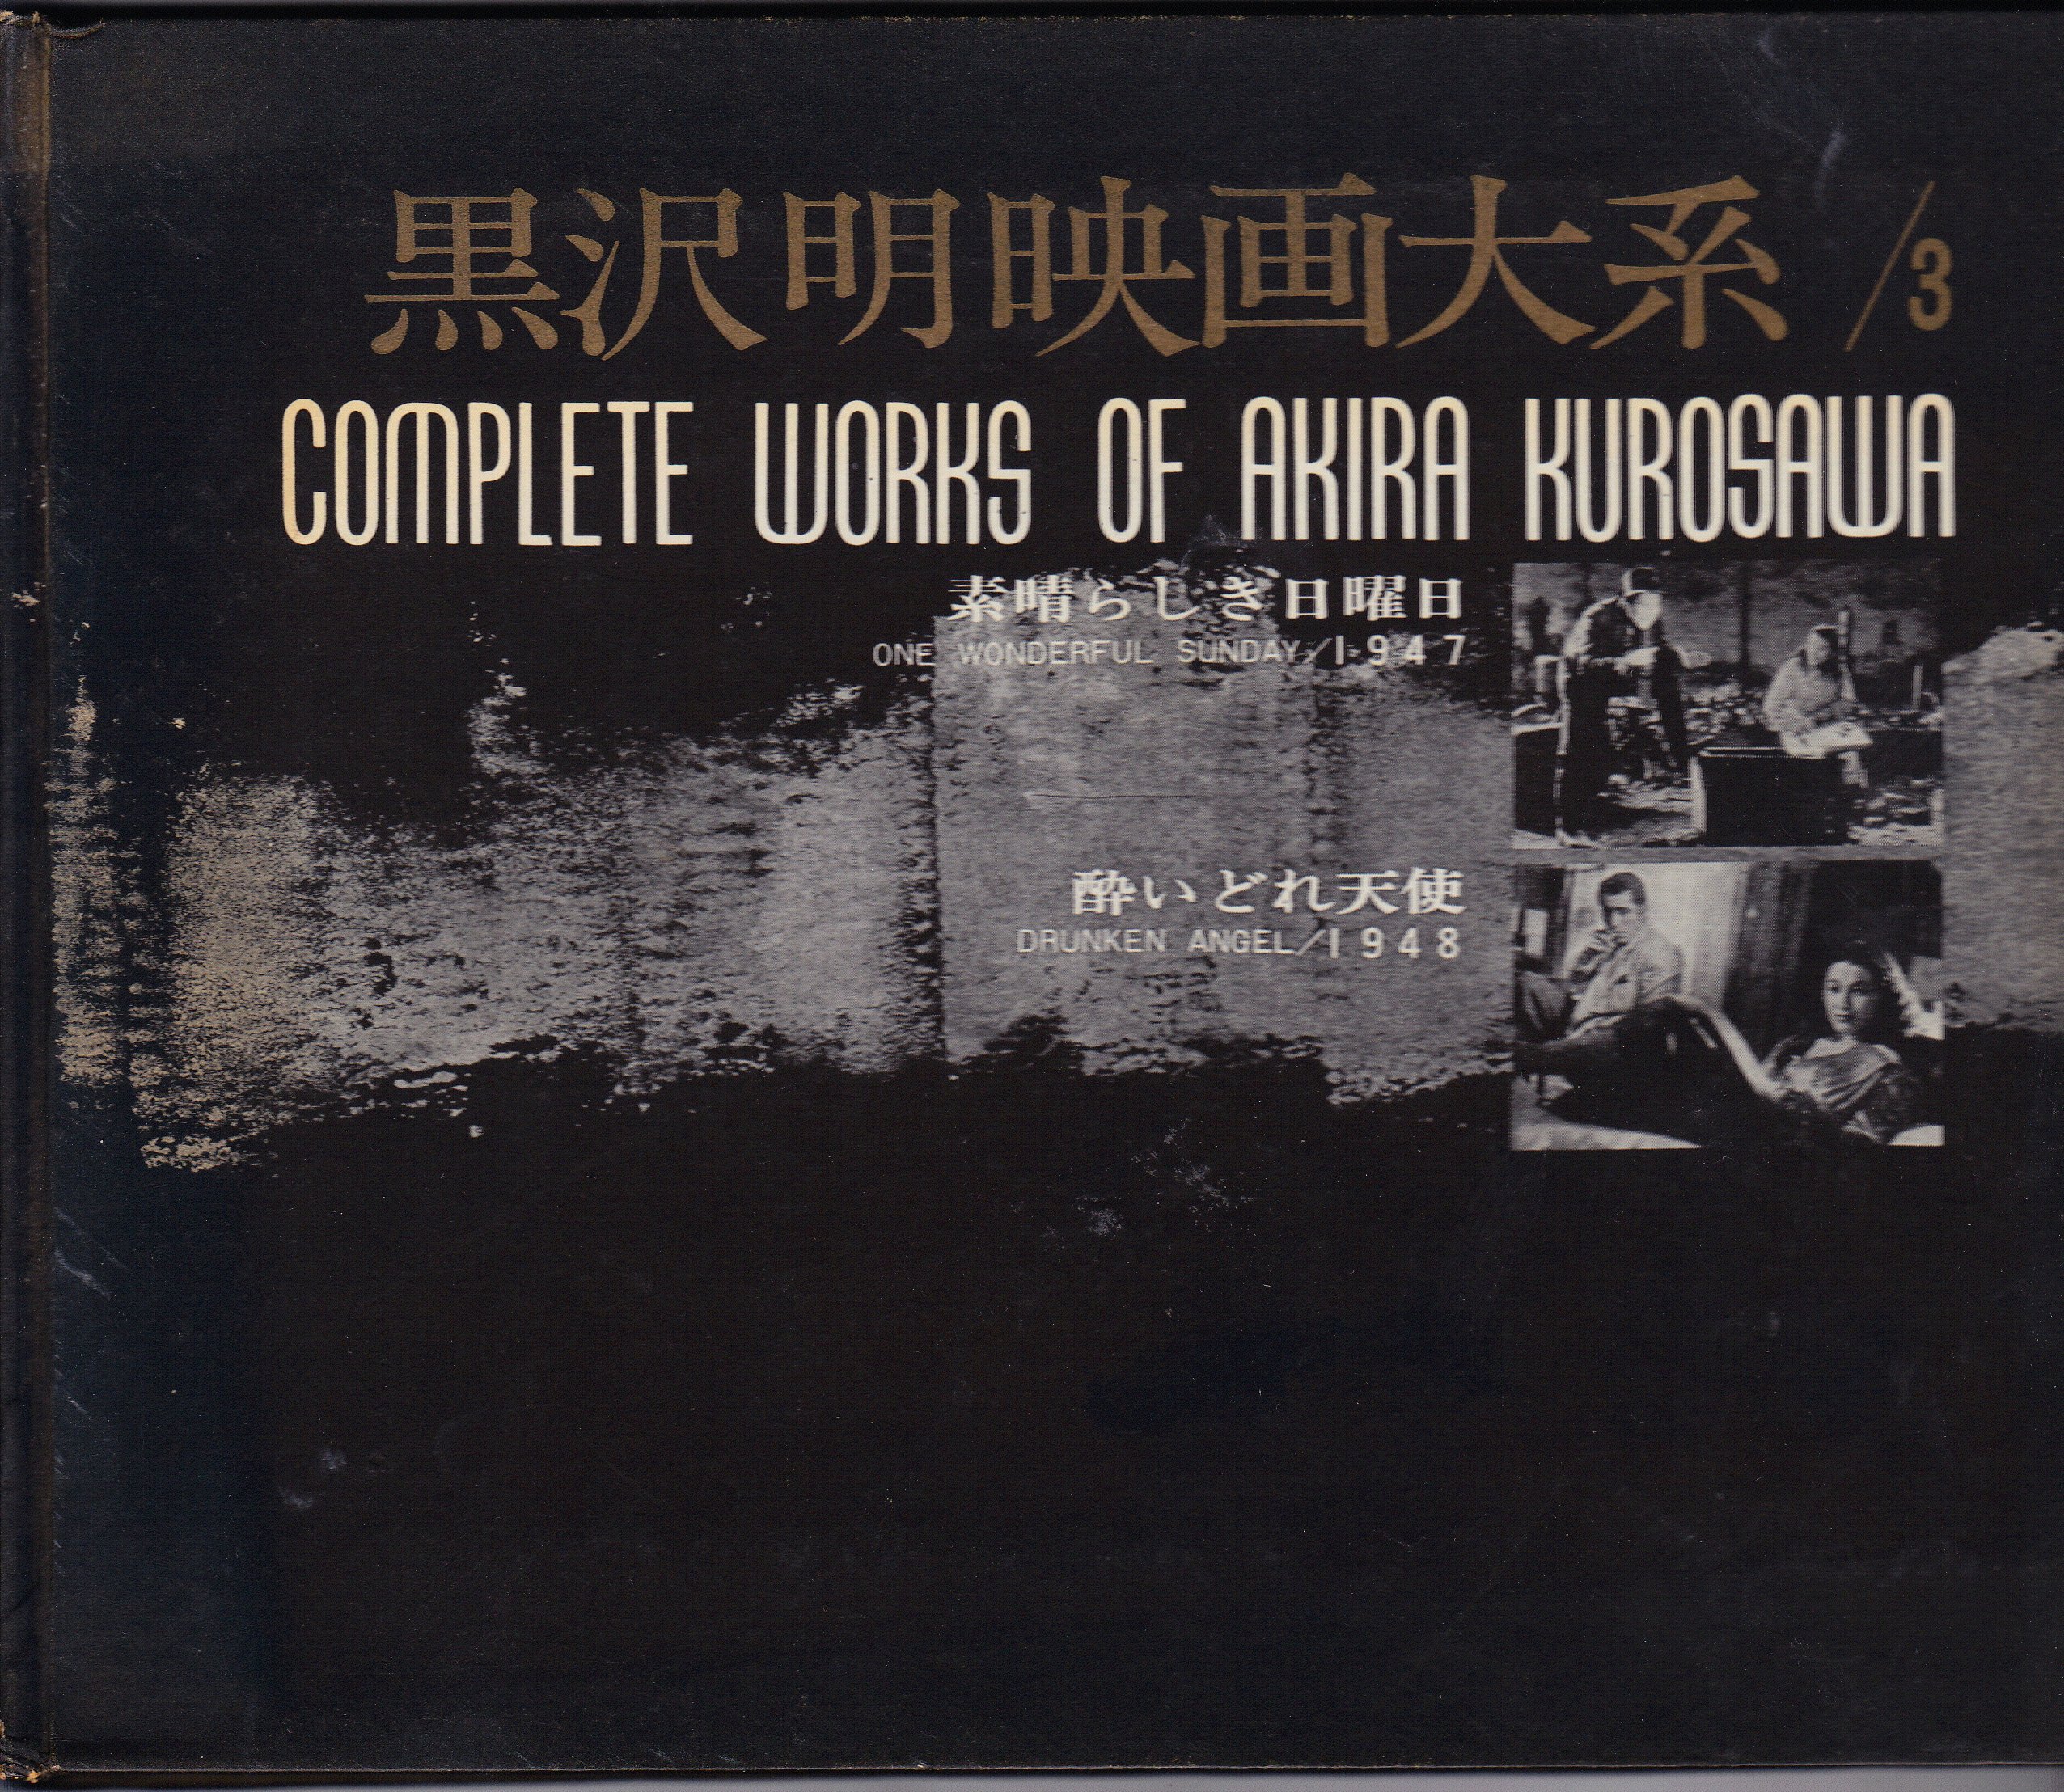 黒沢明映画大系/3
COMPLETE WORKS OF AKIRA KUROSAWA
素晴らしき日曜日
ONE WONDERFUL SUNDAY/1947
酔いどれ天使
DRUNKEN ANGEL/1948